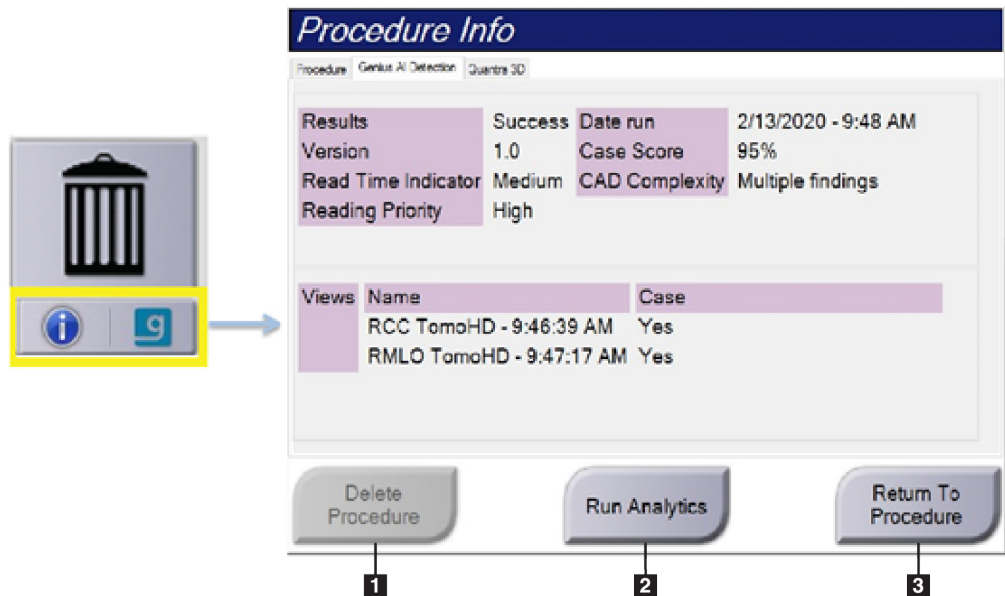 Procedure Info
Procedure Genius AI Detection Quantra 3D
Results Success Date run 2/13/2020 - 9:48 AM
Version 1.0 Case Score 95%
Read Time Indicator Medium CAD Complexity Multiple findings
Reading Priority High
i g
Views Name Case
RCC TomoHD - 9:46:39 AM Yes
RMLO TomoHD - 9:47:17 AM Yes
Delete Procedure
Run Analytics
Return To Procedure
1 2 3